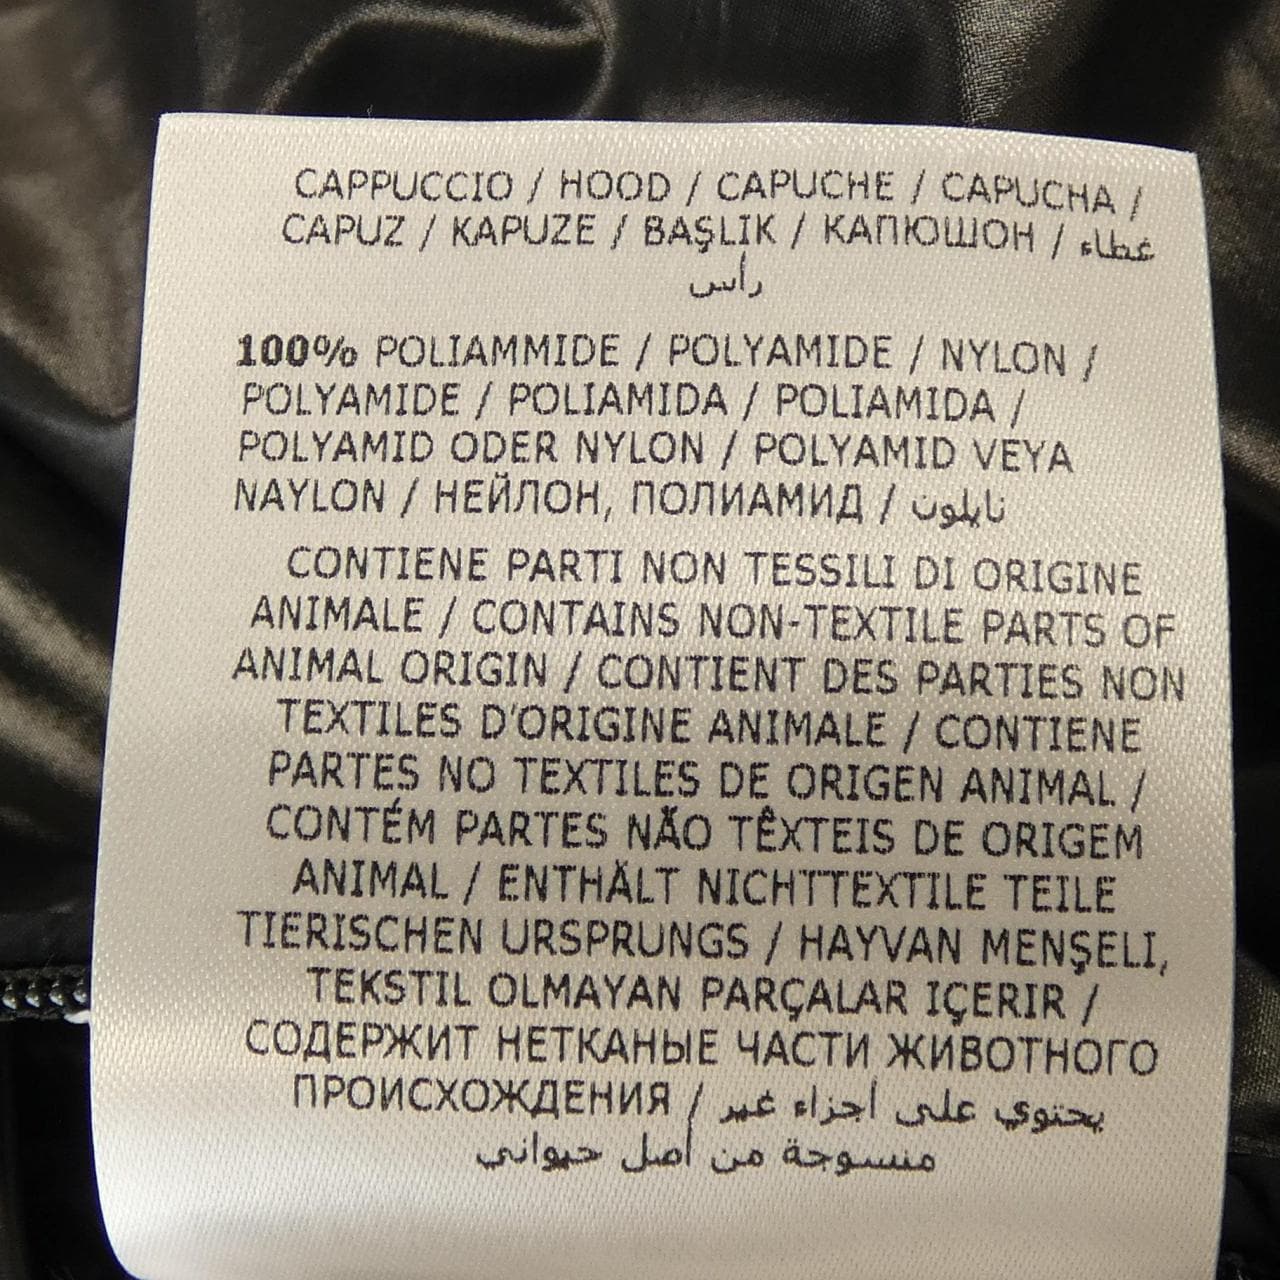 CAPPUCCIO / HOOD / CAPUCHE / CAPUCHA /
CAPUZ / KAPUZE / BAŞLIK / КАПЮШОН / غطاء
رأس
100% POLIAMMIDE / POLYAMIDE / NYLON /
POLYAMIDE / POLIAMIDA / POLIAMIDA /
POLYAMID ODER NYLON / POLYAMID VEYA
NAYLON / НЕЙЛОН, ПОЛИАМИД / نايلون
CONTIENE PARTI NON TESSILI DI ORIGINE
ANIMALE / CONTAINS NON-TEXTILE PARTS OF
ANIMAL ORIGIN / CONTIENT DES PARTIES NON
TEXTILES D'ORIGINE ANIMALE / CONTIENE
PARTES NO TEXTILES DE ORIGEN ANIMAL /
CONTÉM PARTES NÃO TÊXTEIS DE ORIGEM
ANIMAL / ENTHÄLT NICHTTEXTILE TEILE
TIERISCHEN URSPRUNGS / HAYVAN MENŞELI,
TEKSTIL OLMAYAN PARÇALAR IÇERIR /
СОДЕРЖИТ НЕТКАНЫЕ ЧАСТИ ЖИВОТНОГО
ПРОИСХОЖДЕНИЯ / يحتوي على أجزاء غير
منسوجة من أصل حيواني